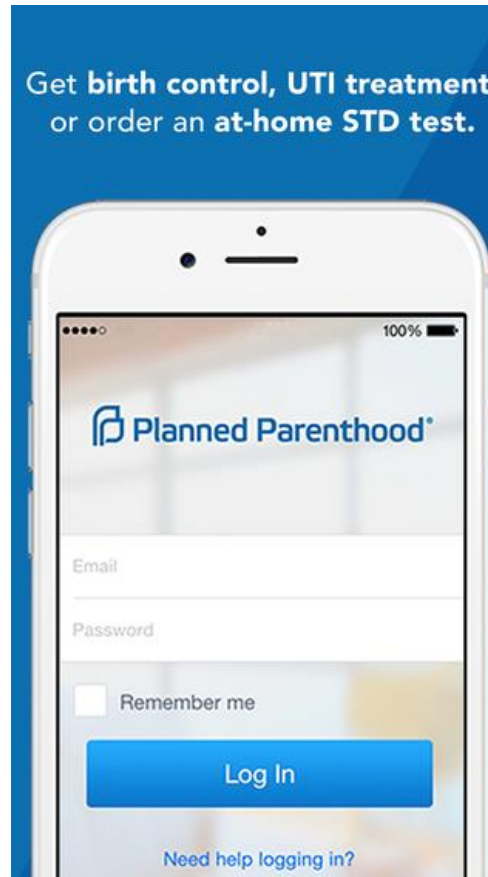 Get birth control, UTI treatment
or order an at-home STD test.
100%
Planned Parenthood®
Email
Password
Remember me
Log In
Need help logging in?